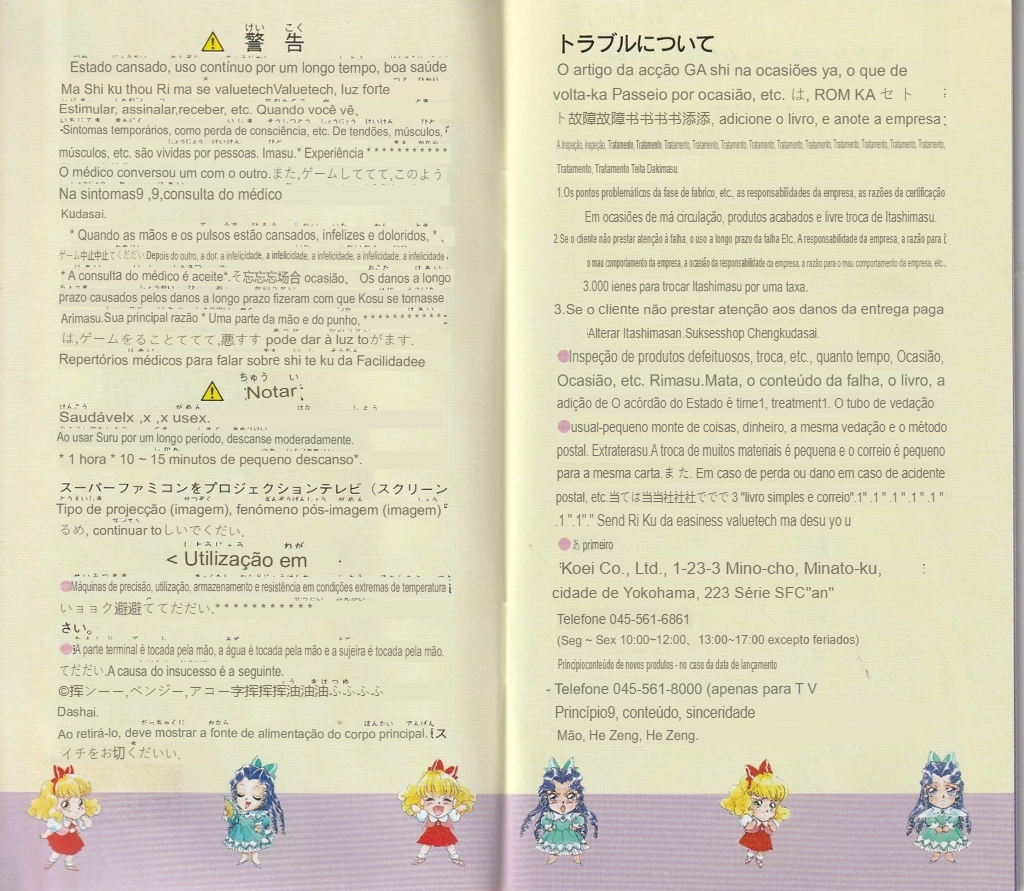 警告
Estado cansado, uso contínuo por um longo tempo, boa saúde
Ma Shi ku thou Ri ma se valuetechValuetech, luz forte
Estimular, assinalar,receber, etc. Quando você vê、
-Sintomas temporários, como perda de consciência, etc. De tendões, músculos,
músculos, etc. são vividas por pessoas. Imasu.* Experiência * * * * * * * * * * *
O médico conversou um com o outro.また,ゲームしててて,このよう
Na sintomas9 ,9,consulta do médico
Kudasai.
* Quando as mãos e os pulsos estão cansados, infelizes e doloridos, * 、
ゲーム中止中止てください.Depois do outro, a dor, a infelicidade, a infelicidade, a infelicidade, a infelicidade, a infelicidade
* A consulta do médico é aceite*.そ忘忘忘场合 ocasião、 Os danos a longo
prazo causados pelos danos a longo prazo fizeram com que Kosu se tornasse
Arimasu.Sua principal razão * Uma parte da mão e do punho, * * * * * * * * * * *
は,ゲームをることててて,悪すす pode dar à luz toがます.
Repertórios médicos para falar sobre shi te ku da Facilidadee
ちゅう い
Notar
Saudávelx ,x ,x usex.
Ao usar Suru por um longo período, descanse moderadamente.
* 1 hora * 10 ~ 15 minutos de pequeno descanso*.
スーパーファミコンをプロジェクションテレビ（スクリーン
Tipo de projecção (imagem), fenómeno pós-imagem (imagem)
るめ, continuar toしいでくだい.
< Utilização em
Máquinas de precisão, utilização, armazenamento e resistência em condições extremas de temperatura
いョョク避避ててだだい.* * * * * * * * * * *
さい。
A parte terminal é tocada pela mão, a água é tocada pela mão e a sujeira é tocada pela mão.
てだだい.A causa do insucesso é a seguinte.
©挥ンーー,ベンジー,アコー字挥挥挥油油油ふふふふ
Dashai.
Ao retirá-lo, deve mostrar a fonte de alimentação do corpo principal.(ス
イチをお切くだいい.
トラブルについて
O artigo da acção GA shi na ocasiões ya, o que de
volta-ka Passeio por ocasião, etc. は, ROM KA セ ト
ト故障故障书书书书添添, adicione o livro, e anote a empresa
A.Inspeção, inspeção, Tratamento, Tratamento, Tratamento, Tratamento, Tratamento, Tratamento, Tratamento, Tratamento, Tratamento, Tratamento, Tratamento, Tratamento,
Tratamento, Tratamento Teita Dakimasu.
1.Os pontos problemáticos da fase de fabrico, etc., as responsabilidades da empresa, as razões da certificação
Em ocasiões de má circulação, produtos acabados e livre troca de Itashimasu.
2.Se o cliente não prestar atenção à falha, o uso a longo prazo da falha Etc., A responsabilidade da empresa, a razão para
o mau comportamento da empresa, a ocasião da responsabilidade da empresa, a razão para o mau comportamento da empresa, etc..
3.000 ienes para trocar Itashimasu por uma taxa.
3.Se o cliente não prestar atenção aos danos da entrega paga
Alterar Itashimasan.Suksesshop Chengkudasai.
Inspeção de produtos defeituosos, troca, etc., quanto tempo, Ocasião,
Ocasião, etc. Rimasu.Mata, o conteúdo da falha, o livro, a
adição de O acórdão do Estado é time1, treatment1. O tubo de vedação
usual-pequeno monte de coisas, dinheiro, a mesma vedação e o método
postal. Extraterasu.A troca de muitos materiais é pequena e o correio é pequeno
para a mesma carta.また. Em caso de perda ou dano em caso de acidente
postal, etc.当ては当当社社社ででで 3 "livro simples e correio".1" .1 " .1 " .1 " .1 "
.1 ".1"." Send Ri Ku da easiness valuetech ma desu yo u
あ primeiro
Koei Co., Ltd., 1-23-3 Mino-cho, Minato-ku,
cidade de Yokohama, 223 Série SFC"an"
Telefone 045-561-6861
(Seg ~ Sex 10:00~12:00、13:00~17:00 excepto feriados)
Principioconteúdo de novos produtos - no caso da data de lançamento
- Telefone 045-561-8000 (apenas para T V
Princípio9, conteúdo, sinceridade
Mão, He Zeng, He Zeng.